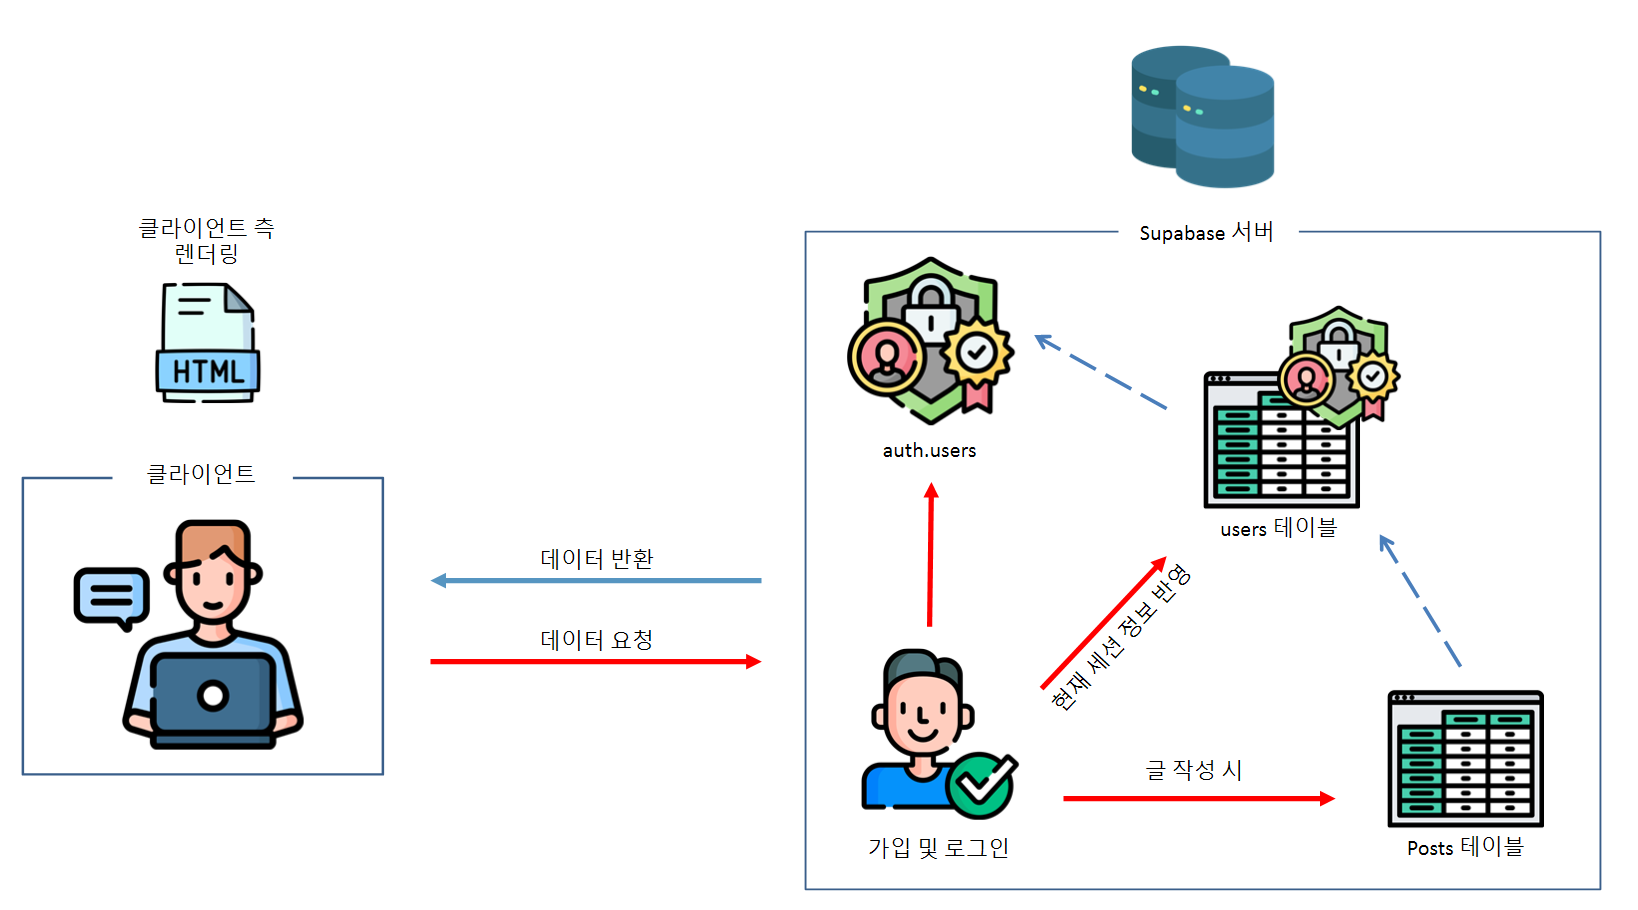 Supabase 서버
클라이언트 측
렌더링
HTML
auth.users
클라이언트
users 테이블
데이터 반환
현재 세션 정보 반영
데이터 요청
글 작성 시
가입 및 로그인
Posts 테이블